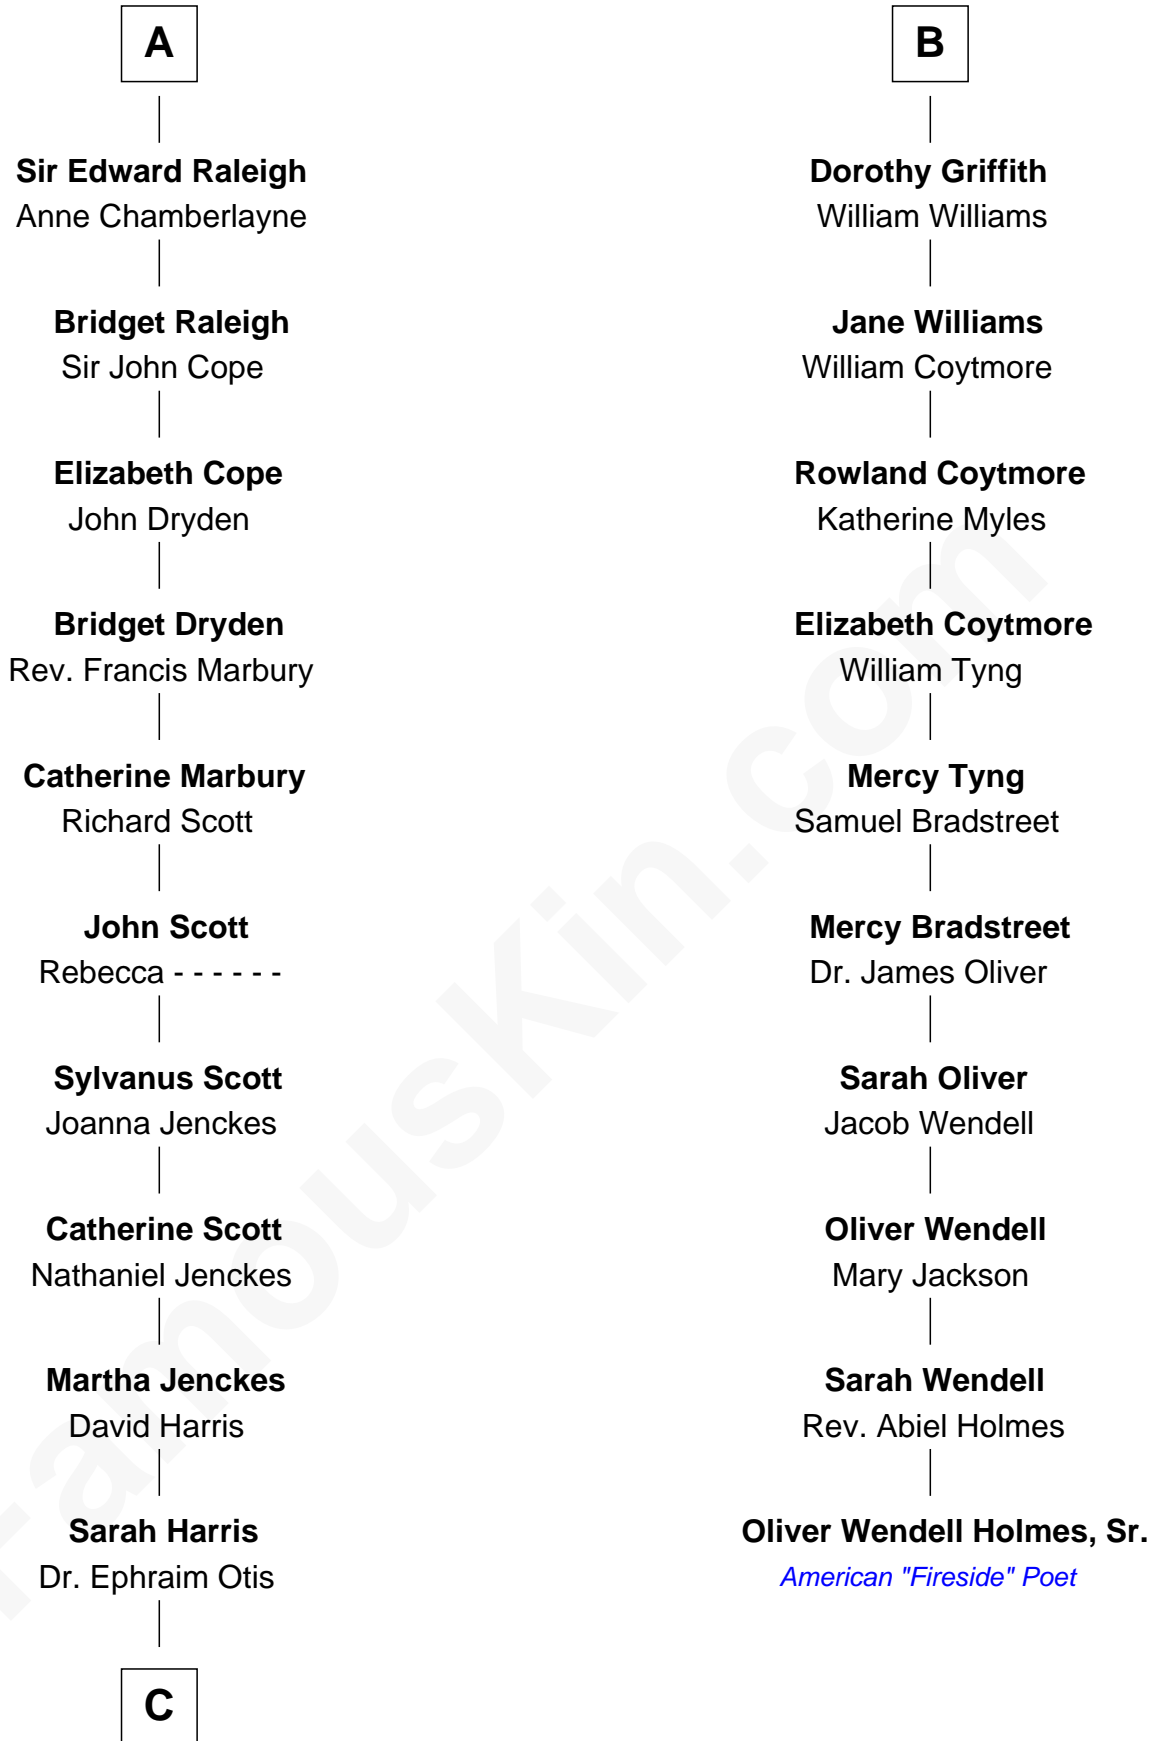 A
Sir Edward Raleigh
Anne Chamberlayne
Bridget Raleigh
Sir John Cope
Elizabeth Cope
John Dryden
Bridget Dryden
Rev. Francis Marbury
Catherine Marbury
Richard Scott
John Scott
Rebecca - - - - - -
Sylvanus Scott
Joanna Jenckes
Catherine Scott
Nathaniel Jenckes
Martha Jenckes
David Harris
Sarah Harris
Dr. Ephraim Otis
C
B
Dorothy Griffith
William Williams
Jane Williams
William Coytmore
Rowland Coytmore
Katherine Myles
Elizabeth Coytmore
William Tyng
Mercy Tyng
Samuel Bradstreet
Mercy Bradstreet
Dr. James Oliver
Sarah Oliver
Jacob Wendell
Oliver Wendell
Mary Jackson
Sarah Wendell
Rev. Abiel Holmes
Oliver Wendell Holmes, Sr.
American "Fireside" Poet
FamousKin.com